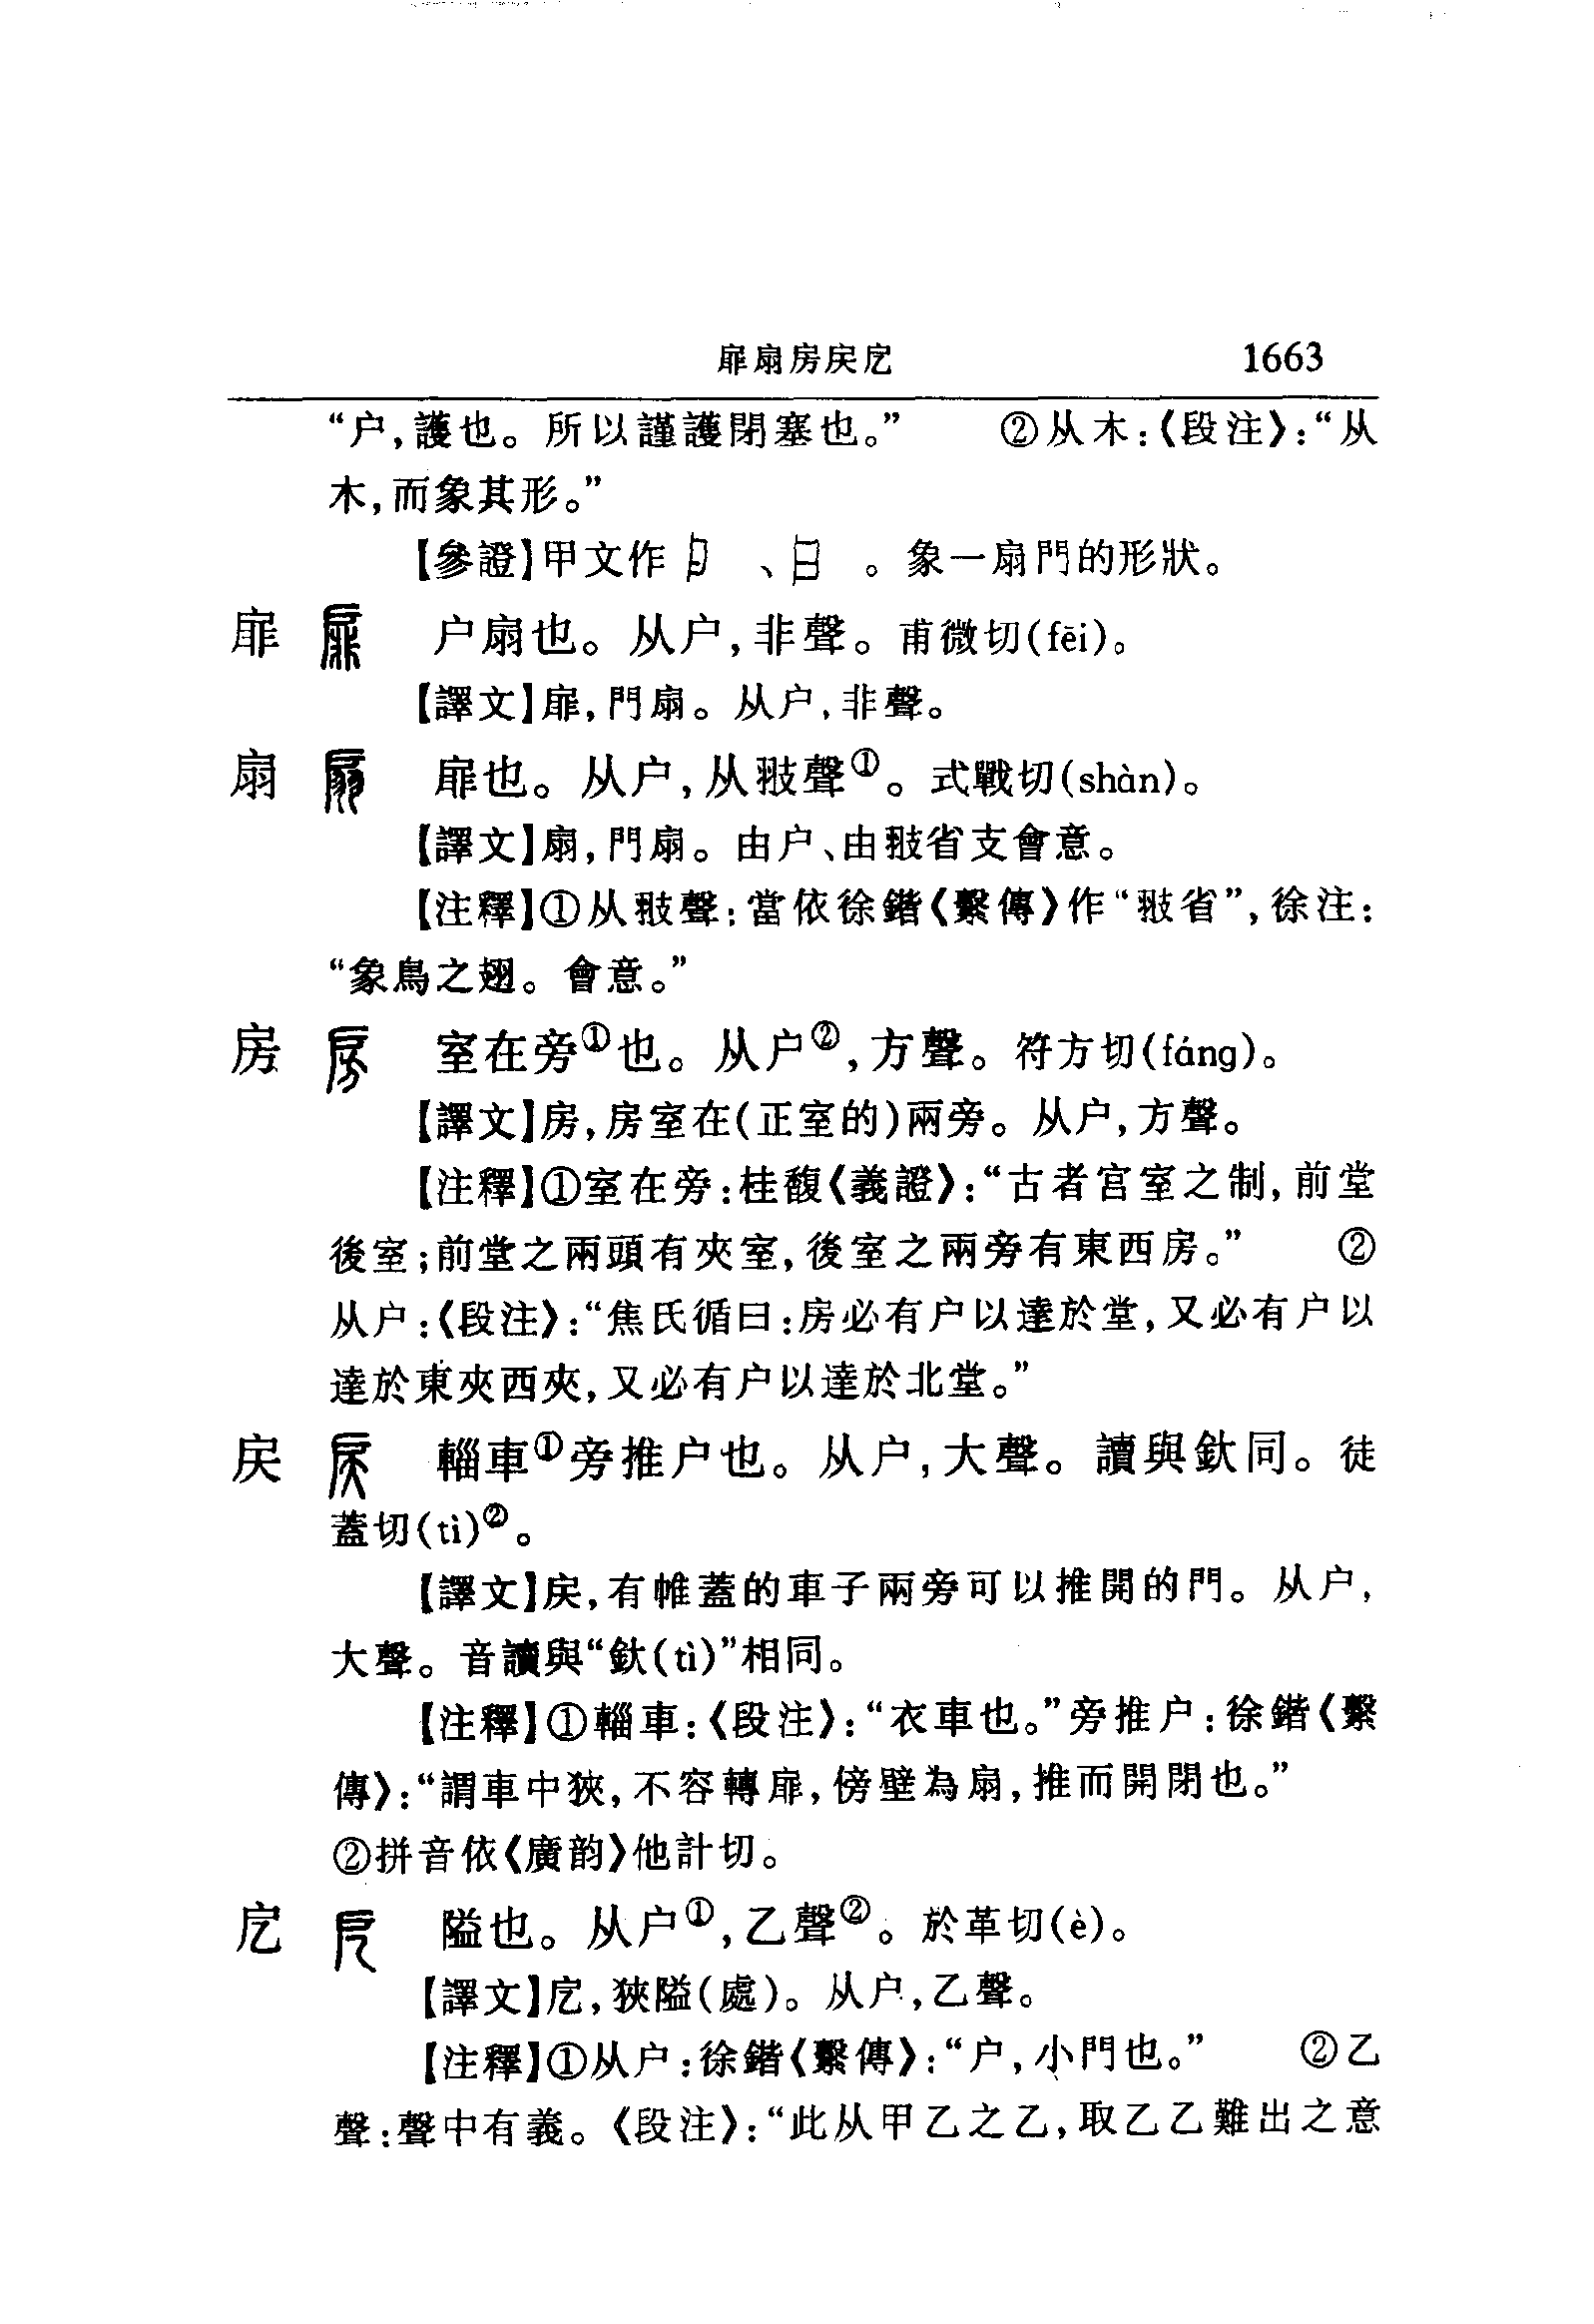 扉扇房戾戹 1663
“户,護也。所以謹護閉塞也。” ②从木:《段注》:“从
木,而象其形。”
【參證】甲文作 、 。象一扇門的形狀。
扉 户扇也。从户,非聲。甫微切(fēi)。
【譯文】扉,門扇。从户,非聲。
扇 扉也。从户,从翄聲①。式戰切(shàn)。
【譯文】扇,門扇。由户、由翄省支會意。
【注釋】①从翄聲:當依徐鍇《繫傳》作“翄省”,徐注:
“象鳥之翅。會意。”
房 室在旁①也。从户②,方聲。符方切(fáng)。
【譯文】房,房室在(正室的)兩旁。从户,方聲。
【注釋】①室在旁:桂馥《義證》:“古者宫室之制,前堂
後室;前堂之兩頭有夾室,後室之兩旁有東西房。” ②
从户:《段注》:“焦氏循曰:房必有户以達於堂,又必有户以
達於東夾西夾,又必有户以達於北堂。”
戾 輜車①旁推户也。从户,大聲。讀與釱同。徒
蓋切(tì)②。
【譯文】戾,有帷蓋的車子兩旁可以推開的門。从户,
大聲。音讀與“釱(tì)”相同。
【注釋】①輜車:《段注》:“衣車也。”旁推户:徐鍇《繫
傳》:“謂車中狹,不容轉扉,傍壁為扇,推而開閉也。”
②拼音依《廣韵》他計切。
戹 隘也。从户①,乙聲②。於革切(è)。
【譯文】戹,狹隘(處)。从户,乙聲。
【注釋】①从户:徐鍇《繫傳》:“户,小門也。” ②乙
聲:聲中有義。《段注》:“此从甲乙之乙,取乙乙難出之意